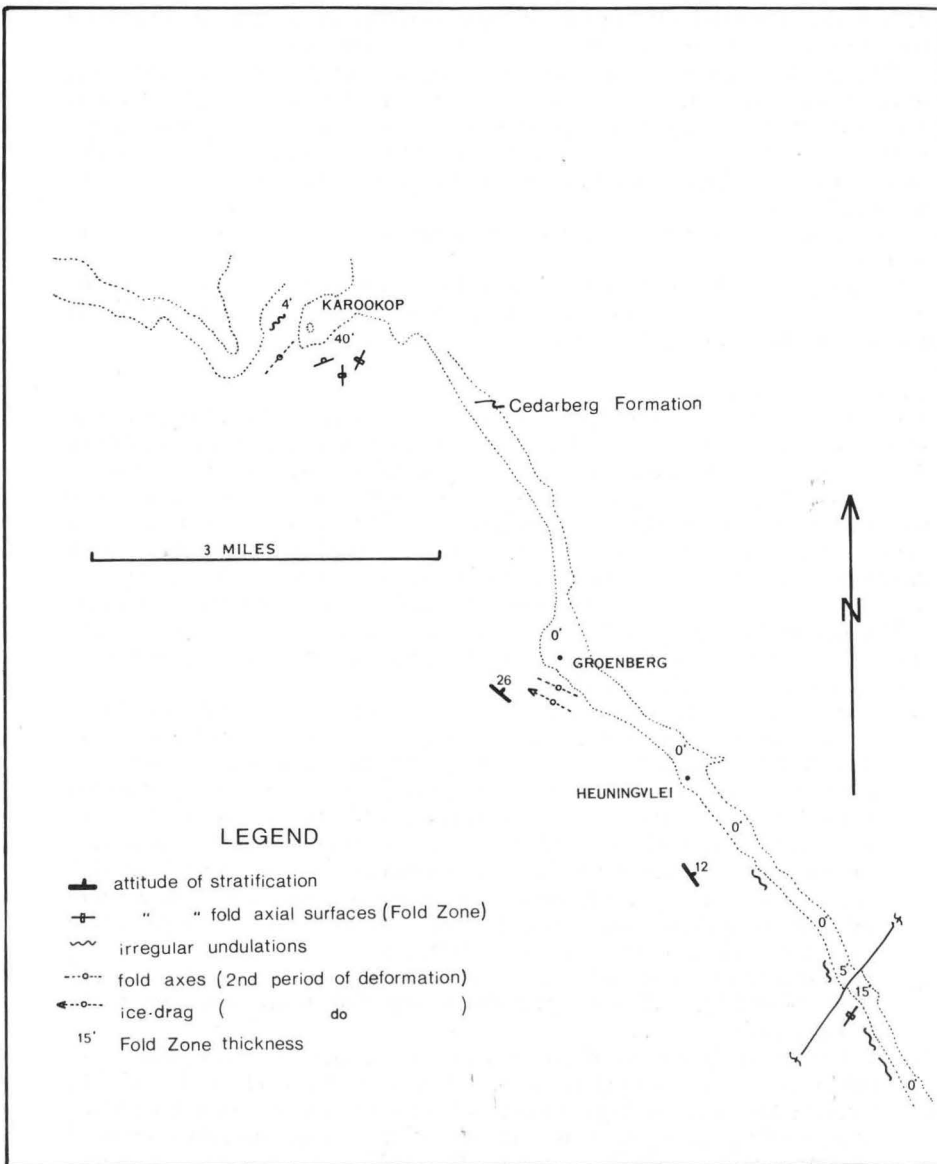 4'
KAROOKOP
40'
Cedarberg Formation
3 MILES
N
0'
GROENBERG
26
0'
HEUNINGVLEI
0'
12
0'
5'
15'
0'
LEGEND
attitude of stratification
" " fold axial surfaces (Fold Zone)
irregular undulations
fold axes (2nd period of deformation)
ice-drag ( do )
15' Fold Zone thickness